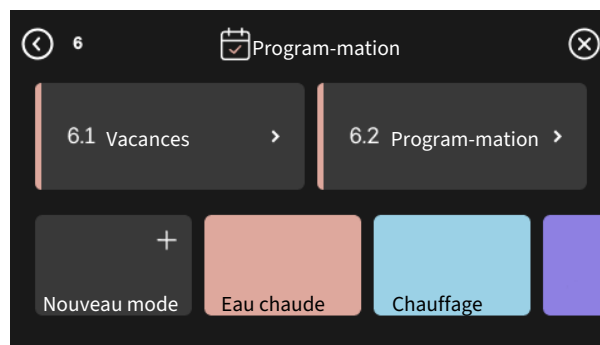 6 Program-mation
6.1 Vacances
6.2 Program-mation
Nouveau mode
Eau chaude
Chauffage